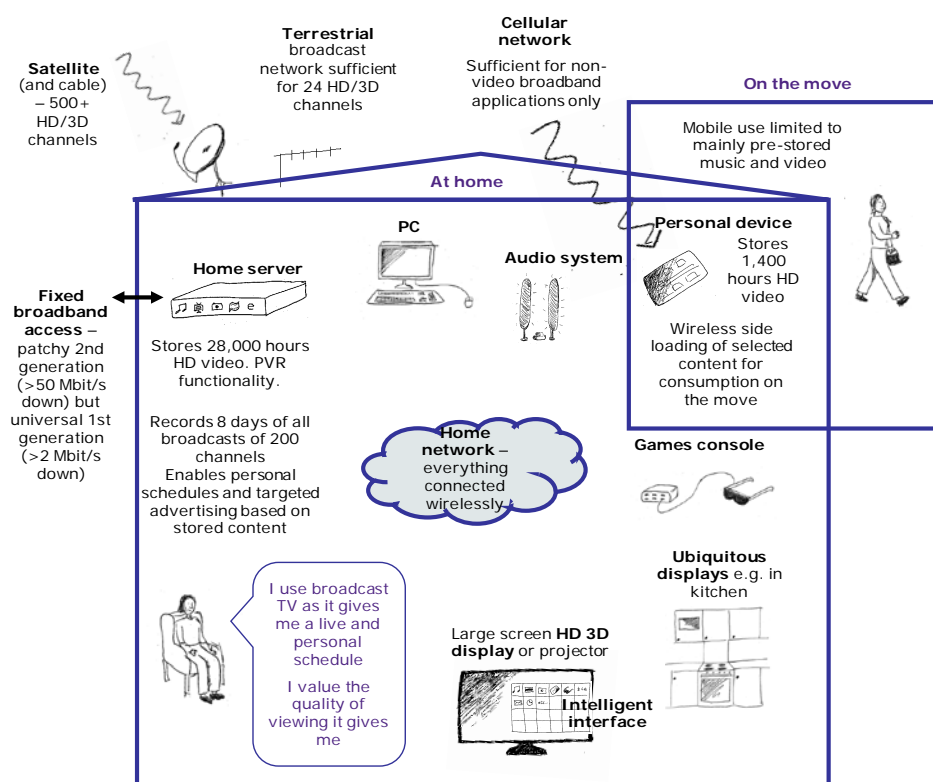 Satellite
(and cable)
– 500+
HD/3D
channels
Terrestrial
broadcast
network sufficient
for 24 HD/3D
channels
Cellular
network
Sufficient for non-
video broadband
applications only
On the move
Mobile use limited to
mainly pre-stored
music and video
At home
Personal device
Stores
1,400
hours HD
video
Wireless side
loading of selected
content for
consumption on
the move
PC
Audio system
Home server
Stores 28,000 hours
HD video. PVR
functionality.
Records 8 days of all
broadcasts of 200
channels
Enables personal
schedules and targeted
advertising based on
stored content
Fixed
broadband
access –
patchy 2nd
generation
(>50 Mbit/s
down) but
universal 1st
generation
(>2 Mbit/s
down)
Home
network –
everything
connected
wirelessly
Games console
Ubiquitous
displays e.g. in
kitchen
I use broadcast
TV as it gives
me a live and
personal
schedule
I value the
quality of
viewing it gives
me
Large screen HD 3D
display or projector
Intelligent
interface